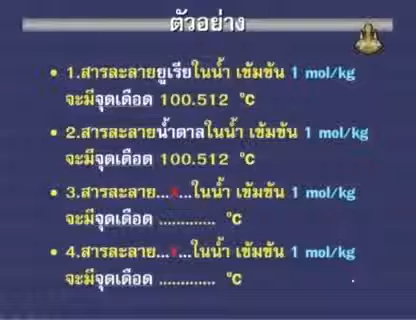 ตัวอย่าง
• 1.สารละลายยูเรียในน้ำ เข้มข้น 1 mol/kg
จะมีจุดเดือด 100.512 °C
• 2.สารละลายน้ำตาลในน้ำ เข้มข้น 1 mol/kg
จะมีจุดเดือด 100.512 °C
• 3.สารละลาย...x...ในน้ำ เข้มข้น 1 mol/kg
จะมีจุดเดือด ............. °C
• 4.สารละลาย...ในน้ำ เข้มข้น 1 mol/kg
จะมีจุดเดือด ............. °C